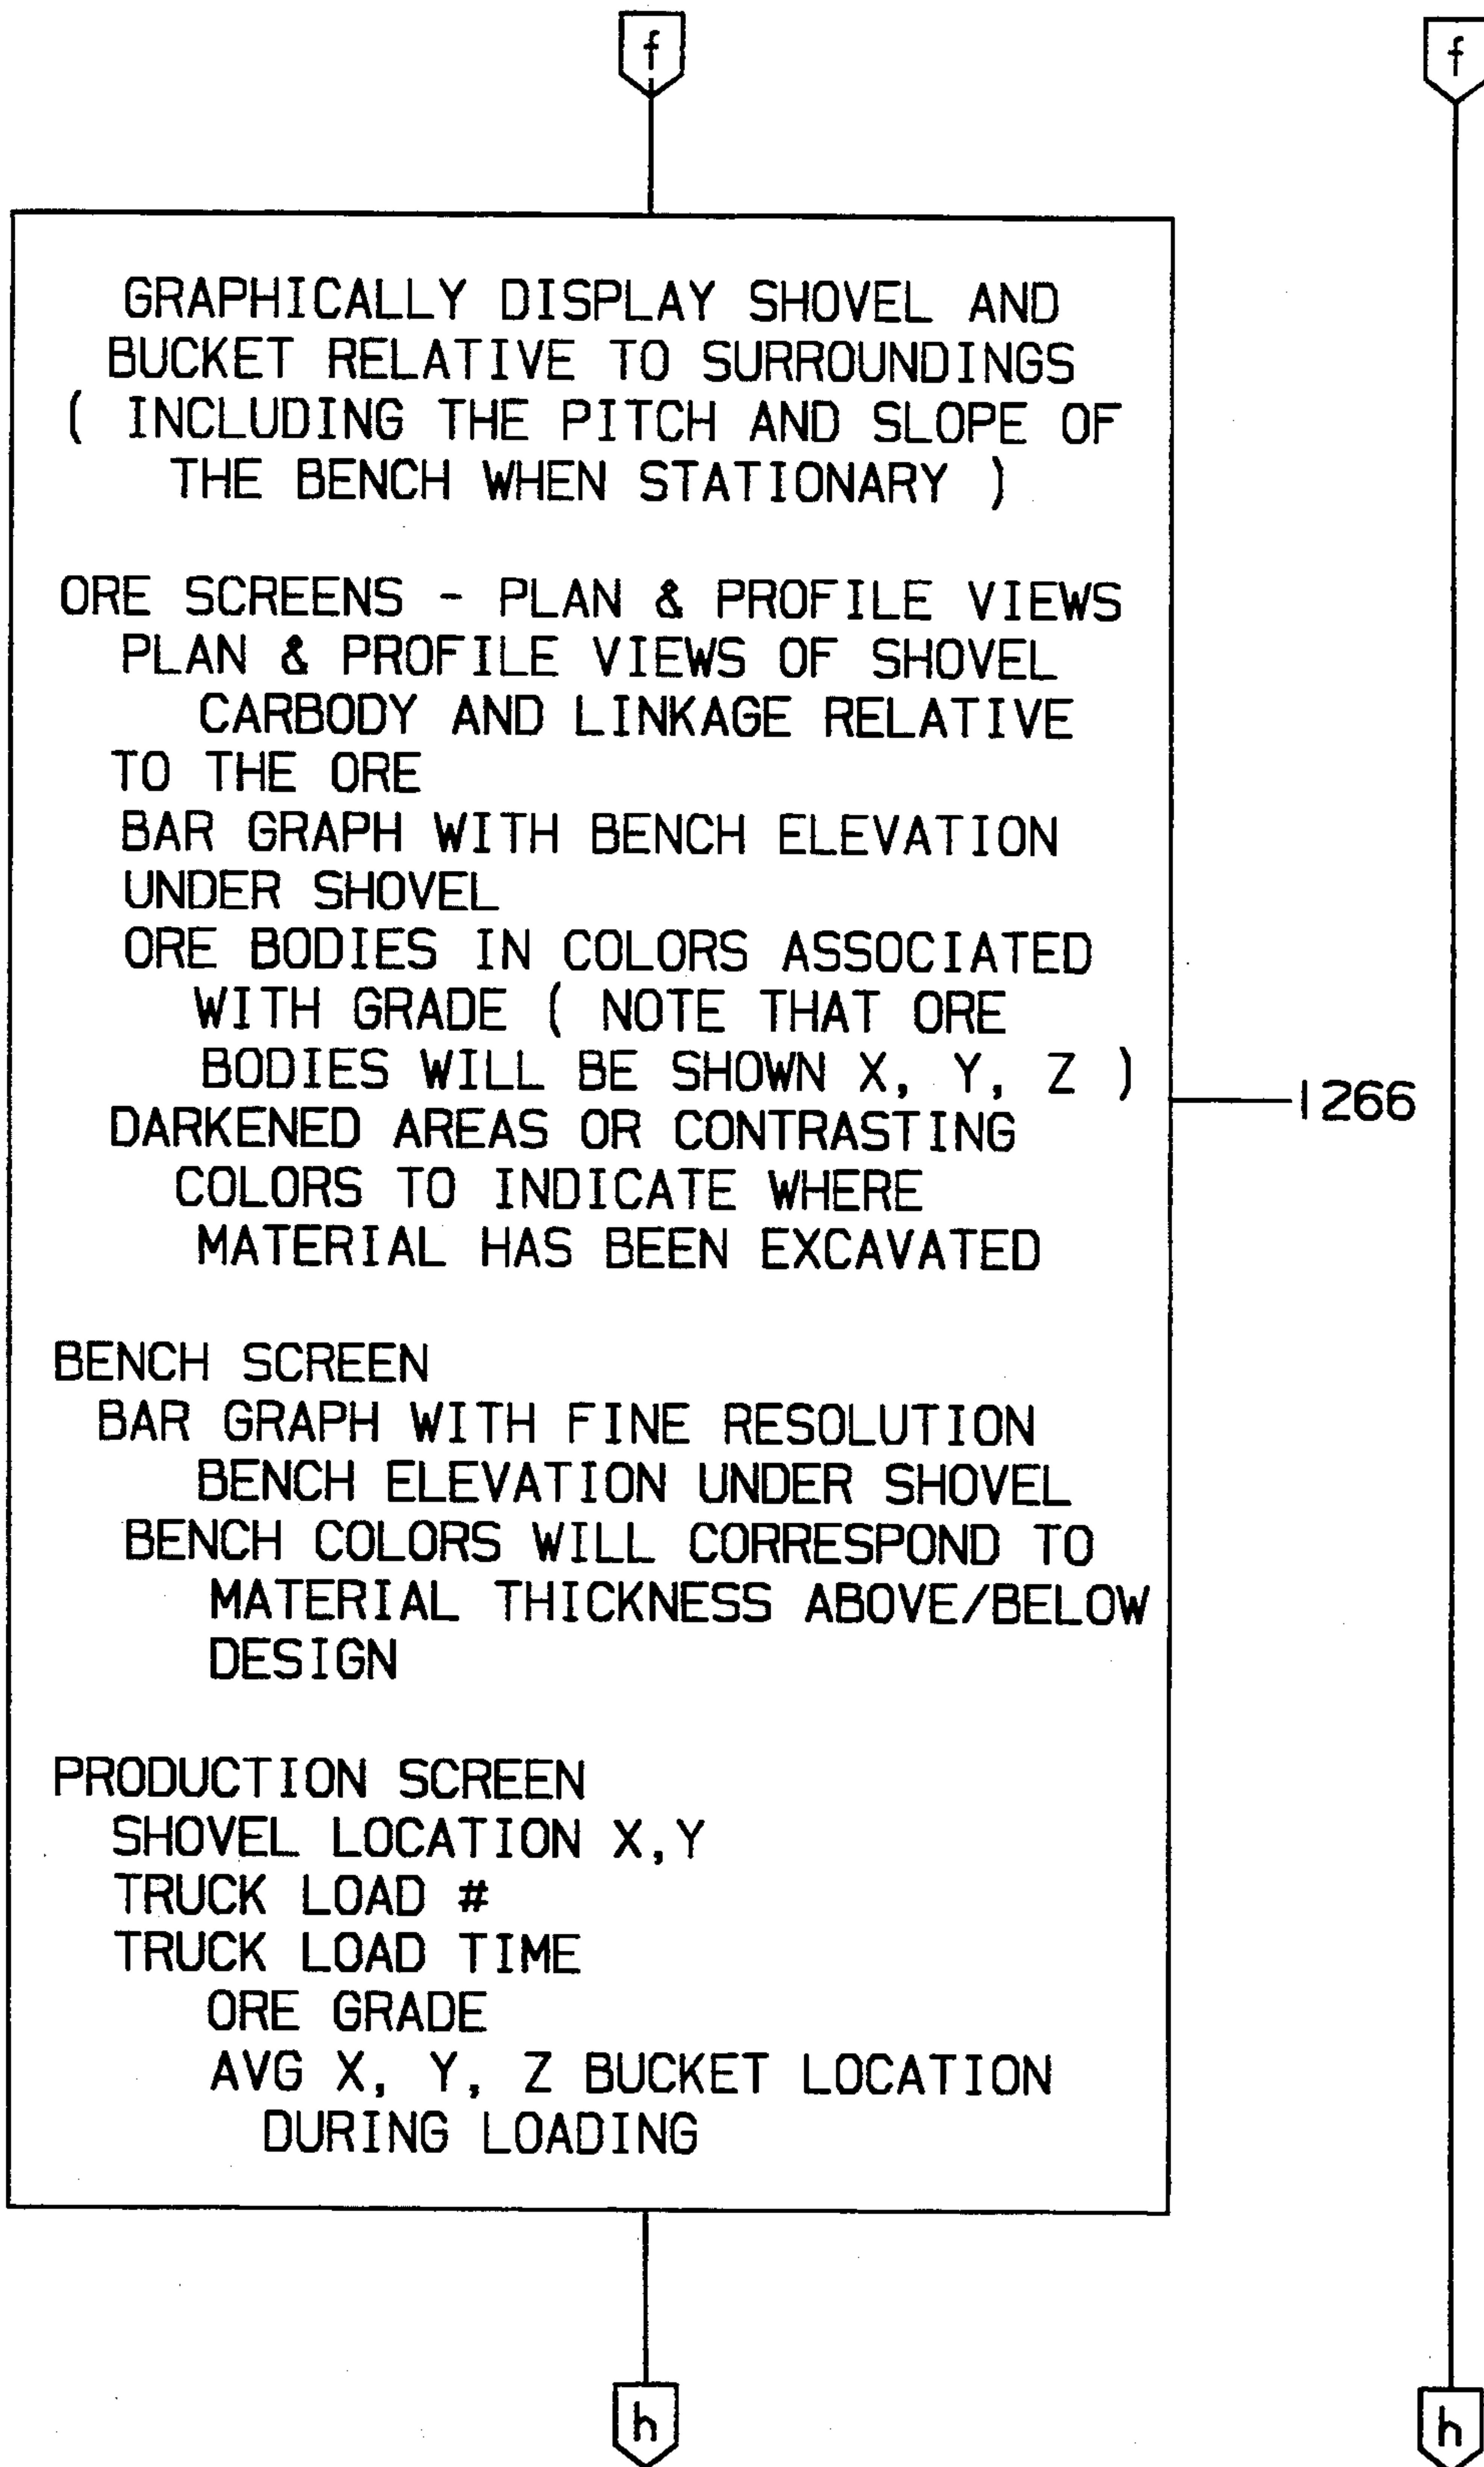 f
f
GRAPHICALLY DISPLAY SHOVEL AND
BUCKET RELATIVE TO SURROUNDINGS
( INCLUDING THE PITCH AND SLOPE OF
THE BENCH WHEN STATIONARY )
ORE SCREENS - PLAN & PROFILE VIEWS
PLAN & PROFILE VIEWS OF SHOVEL
CARBODY AND LINKAGE RELATIVE
TO THE ORE
BAR GRAPH WITH BENCH ELEVATION
UNDER SHOVEL
ORE BODIES IN COLORS ASSOCIATED
WITH GRADE ( NOTE THAT ORE
BODIES WILL BE SHOWN X, Y, Z )
DARKENED AREAS OR CONTRASTING
COLORS TO INDICATE WHERE
MATERIAL HAS BEEN EXCAVATED
1266
BENCH SCREEN
BAR GRAPH WITH FINE RESOLUTION
BENCH ELEVATION UNDER SHOVEL
BENCH COLORS WILL CORRESPOND TO
MATERIAL THICKNESS ABOVE/BELOW
DESIGN
PRODUCTION SCREEN
SHOVEL LOCATION X,Y
TRUCK LOAD #
TRUCK LOAD TIME
ORE GRADE
AVG X, Y, Z BUCKET LOCATION
DURING LOADING
h
h